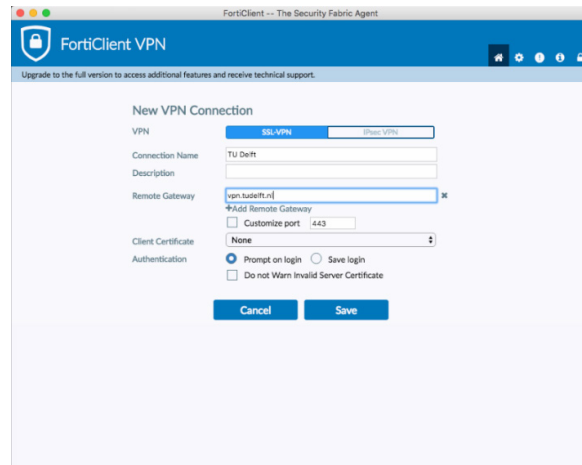 FortiClient -- The Security Fabric Agent
FortiClient VPN
Upgrade to the full version to access additional features and receive technical support.
New VPN Connection
VPN SSL-VPN IPsec VPN
Connection Name TU Delft
Description
Remote Gateway vpn.tudelft.nl
+Add Remote Gateway
Customize port 443
Client Certificate None
Authentication Prompt on login Save login
Do not Warn Invalid Server Certificate
Cancel Save